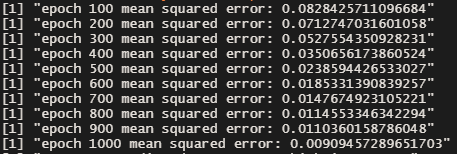 [1] "epoch 100 mean squared error: 0.0828425711096684"
[1] "epoch 200 mean squared error: 0.0712747031601058"
[1] "epoch 300 mean squared error: 0.0527554350928231"
[1] "epoch 400 mean squared error: 0.0350656173860524"
[1] "epoch 500 mean squared error: 0.0238594426533027"
[1] "epoch 600 mean squared error: 0.0185331390839257"
[1] "epoch 700 mean squared error: 0.0147674923105221"
[1] "epoch 800 mean squared error: 0.0114553346342294"
[1] "epoch 900 mean squared error: 0.0110360158786048"
[1] "epoch 1000 mean squared error: 0.00909457289651703"